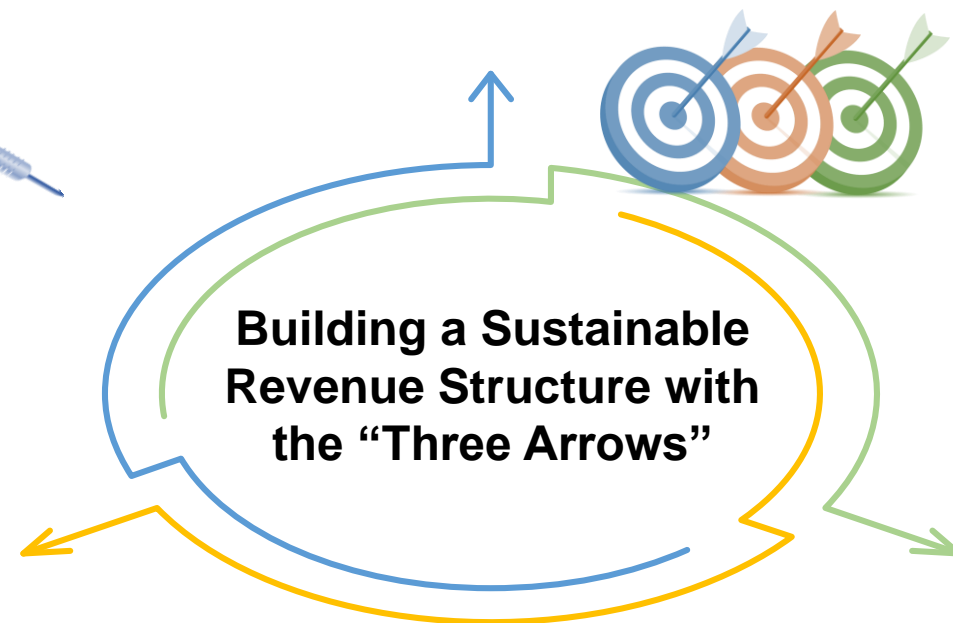 Building a Sustainable
Revenue Structure with
the “Three Arrows”